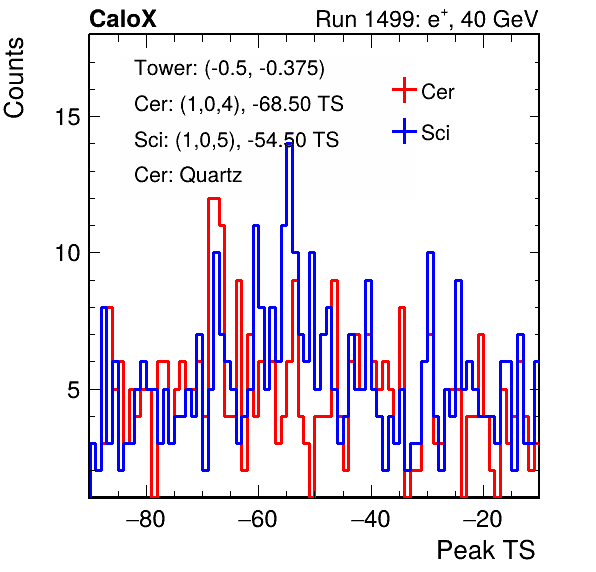 CaloX Run 1499: e⁺, 40 GeV
Counts
Tower: (-0.5, -0.375)
Cer: (1,0,4), -68.50 TS
Sci: (1,0,5), -54.50 TS
Cer: Quartz
Cer
Sci
15
10
5
−80 −60 −40 −20
Peak TS